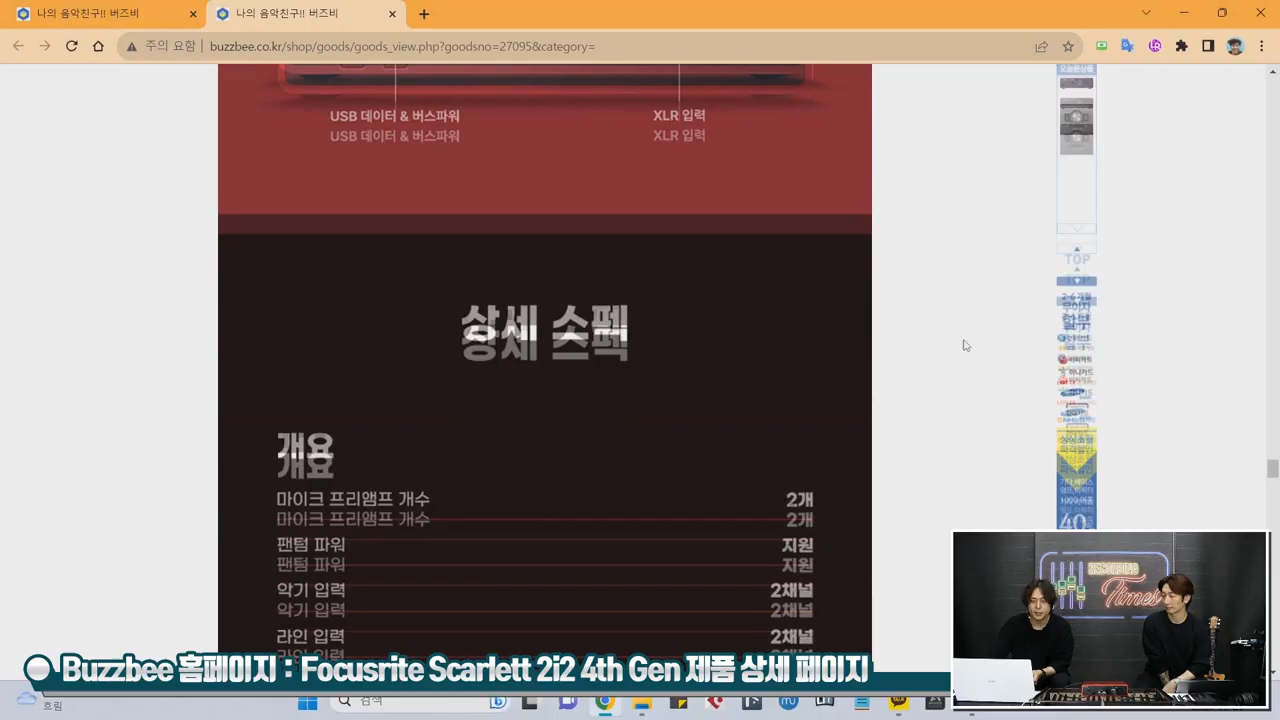 나의 음악친구!! 버즈비
나의 음악친구!! 버즈비
주의 요함 | buzzbee.co.kr/shop/goods/goods_view.php?goodsno=27095&category=
USB 데이터 & 버스파워
XLR 입력
USB 데이터 & 버스파워
XLR 입력
TOP
상세 스펙
개요
개요
마이크 프리앰프 개수 2개
마이크 프리앰프 개수 2개
팬텀 파워 지원
팬텀 파워 지원
악기 입력 2채널
악기 입력 2채널
라인 입력 2채널
하나카드
40
RECORDING
Times
Buzzbee 홈페이지 : Focusrite Scarlett 2i2 4th Gen 제품 상세 페이지
흐림
검색